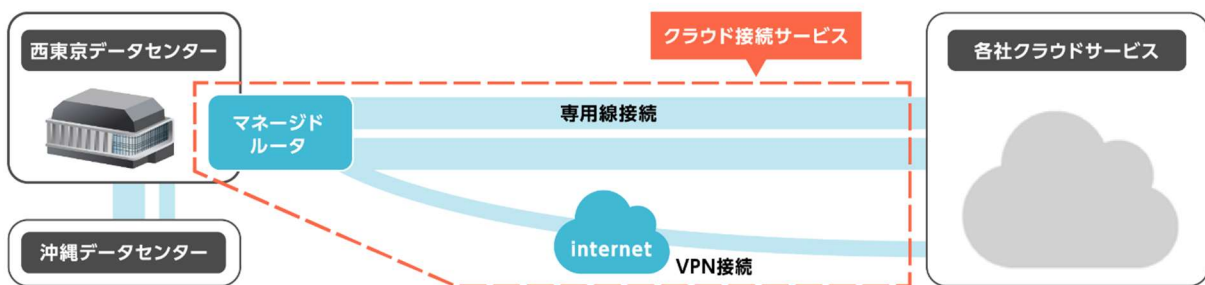 西東京データセンター
クラウド接続サービス
各社クラウドサービス
マネージド
ルータ
専用線接続
internet
VPN接続
沖縄データセンター